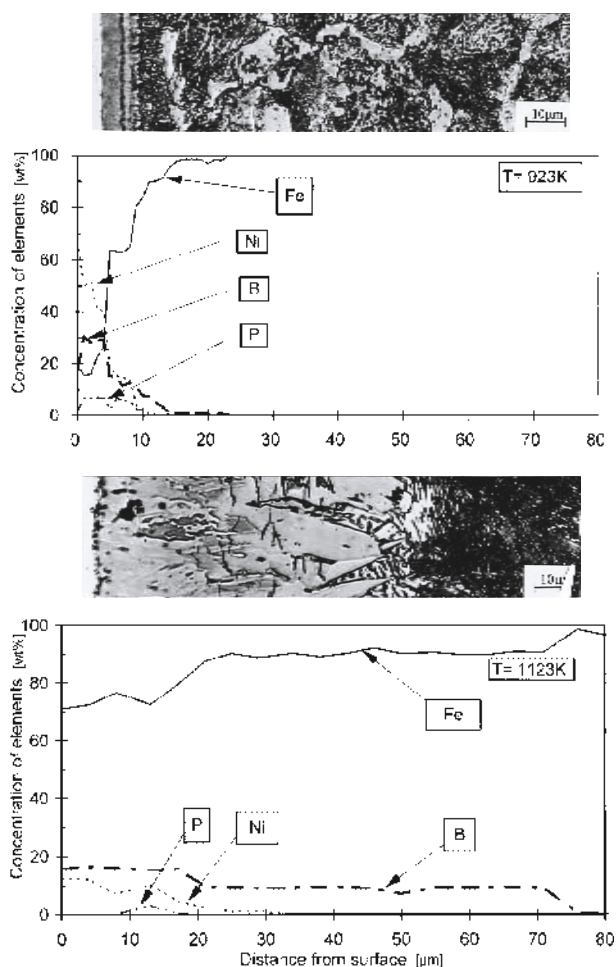 10µm
Concentration of elements [wt%]
100
80
60
40
20
0
T= 923K
Fe
Ni
B
P
0 10 20 30 40 50 60 70 80
10µ
Concentration of elements [wt%]
100
80
60
40
20
0
T= 1123K
Fe
P
Ni
B
0 10 20 30 40 50 60 70 80
Distance from surface [µm]